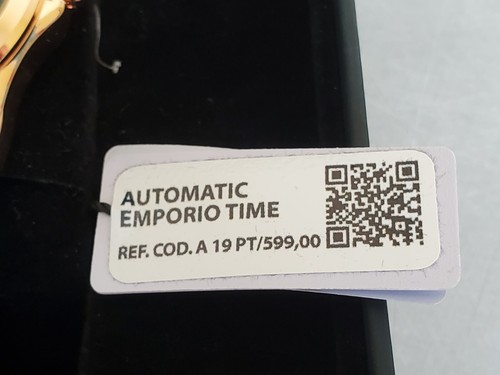 AUTOMATIC
EMPORIO TIME
REF. COD. A 19 PT/599,00